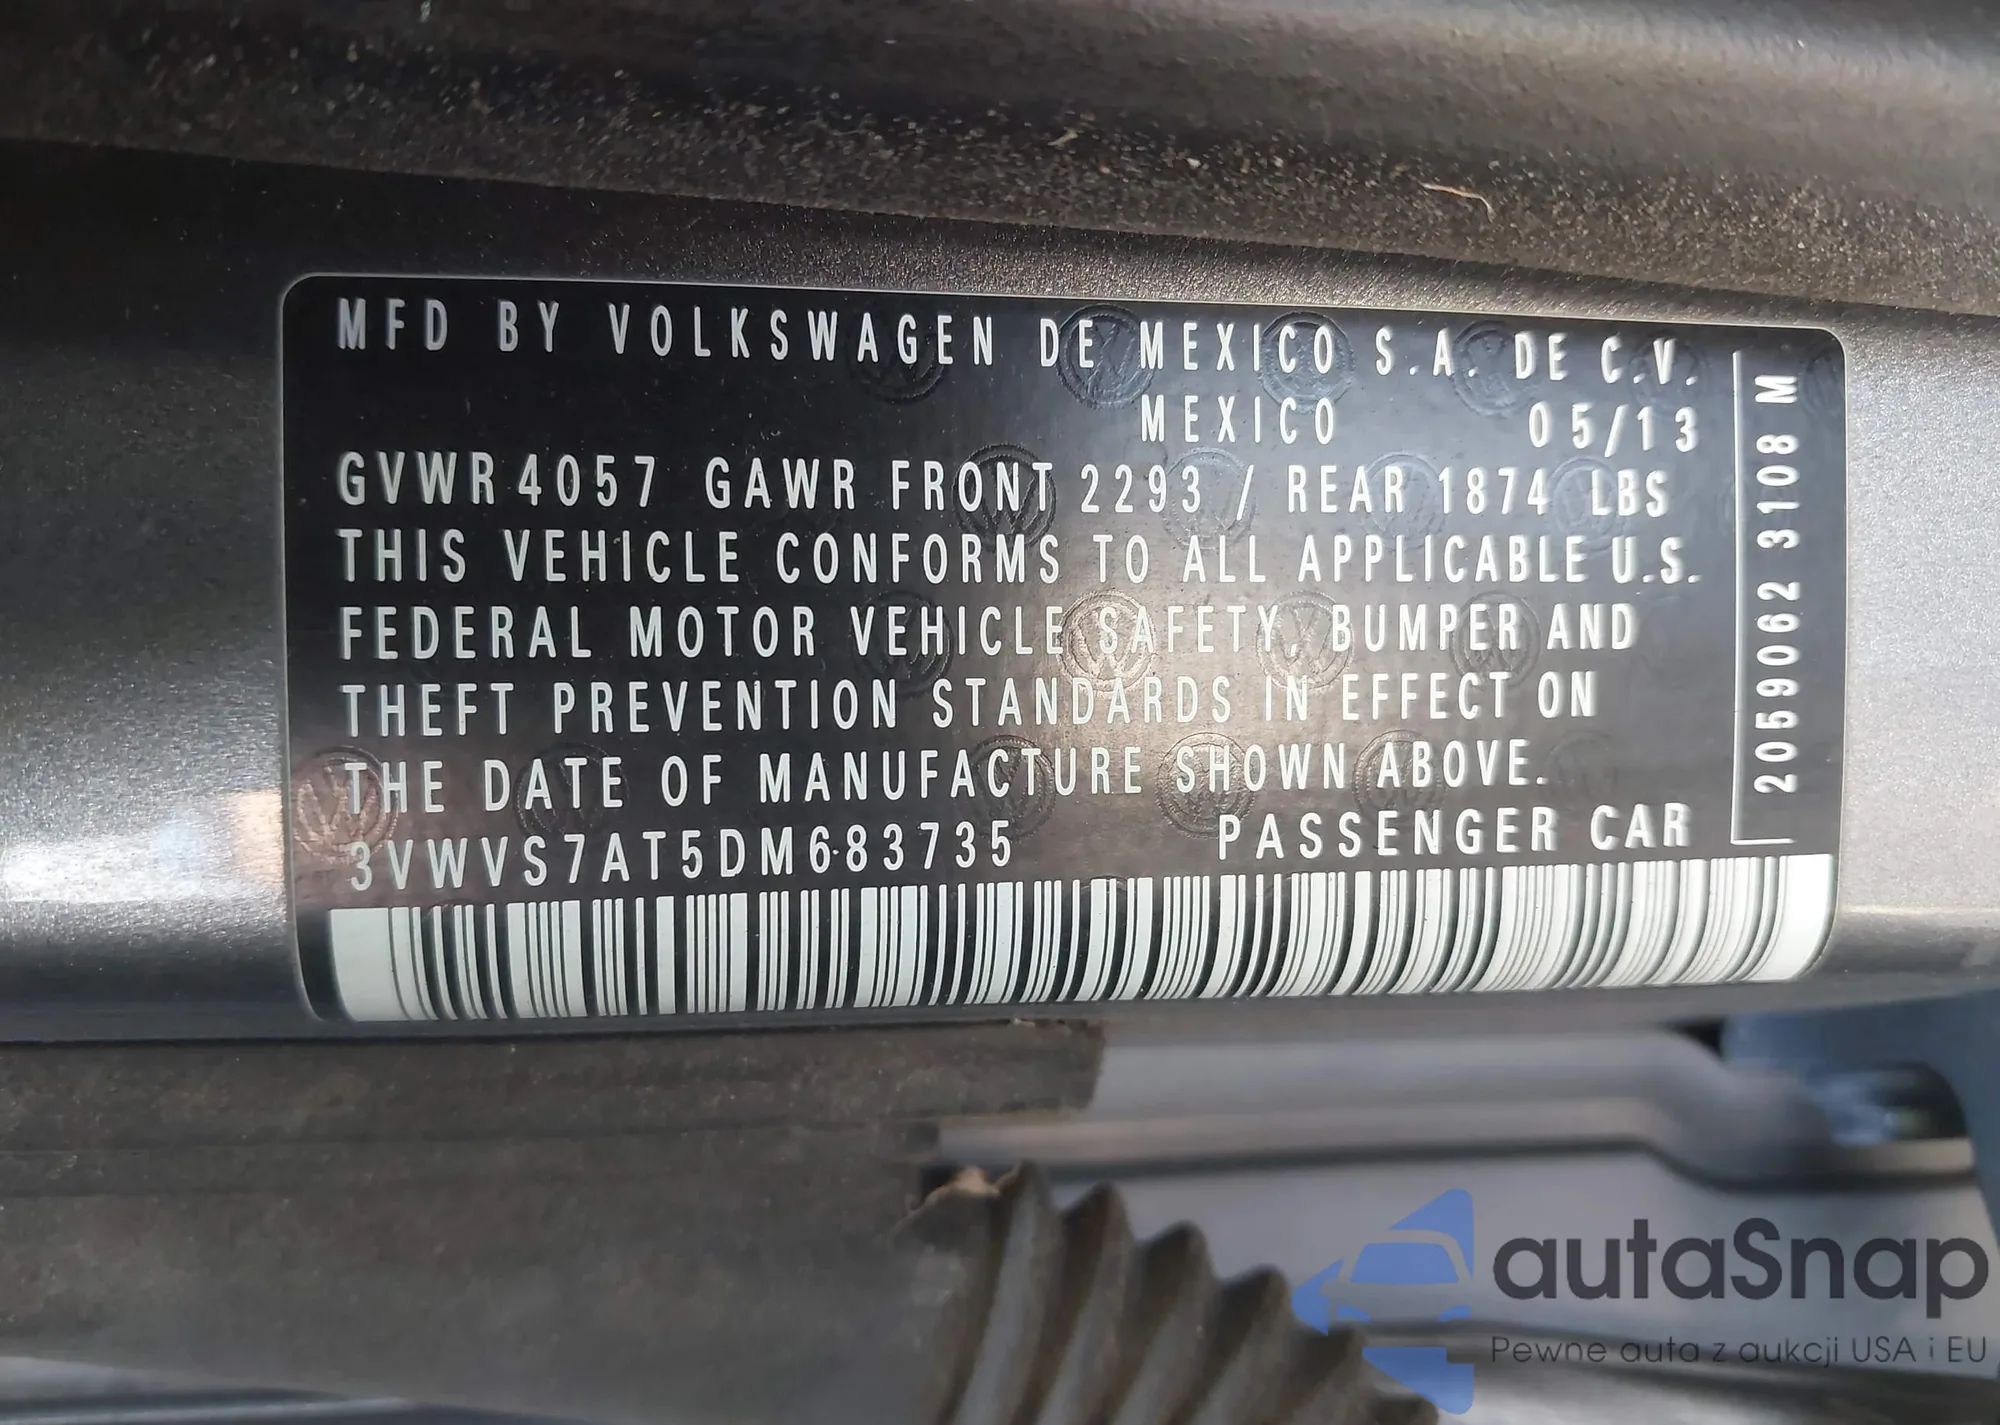 MFD BY VOLKSWAGEN DE MEXICO S.A. DE C.V.
MEXICO 05/13
GVWR 4057 GAWR FRONT 2293 / REAR 1874 LBS
THIS VEHICLE CONFORMS TO ALL APPLICABLE U.S.
FEDERAL MOTOR VEHICLE SAFETY, BUMPER AND
THEFT PREVENTION STANDARDS IN EFFECT ON
THE DATE OF MANUFACTURE SHOWN ABOVE.
3VWVS7AT5DM683735 PASSENGER CAR
2059062 3108 M
autaSnap
Pewne auta z aukcji USA i EU